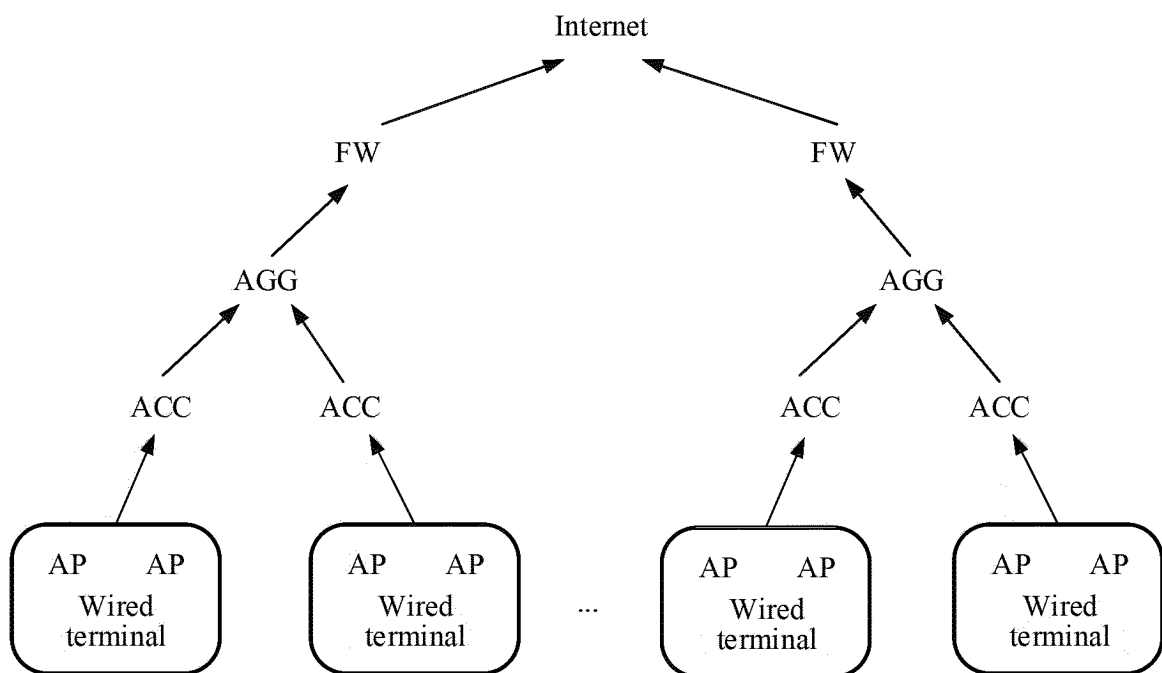 Internet
FW FW
AGG AGG
ACC ACC ACC ACC
AP AP AP AP AP AP AP AP
Wired Wired ... Wired Wired
terminal terminal terminal terminal